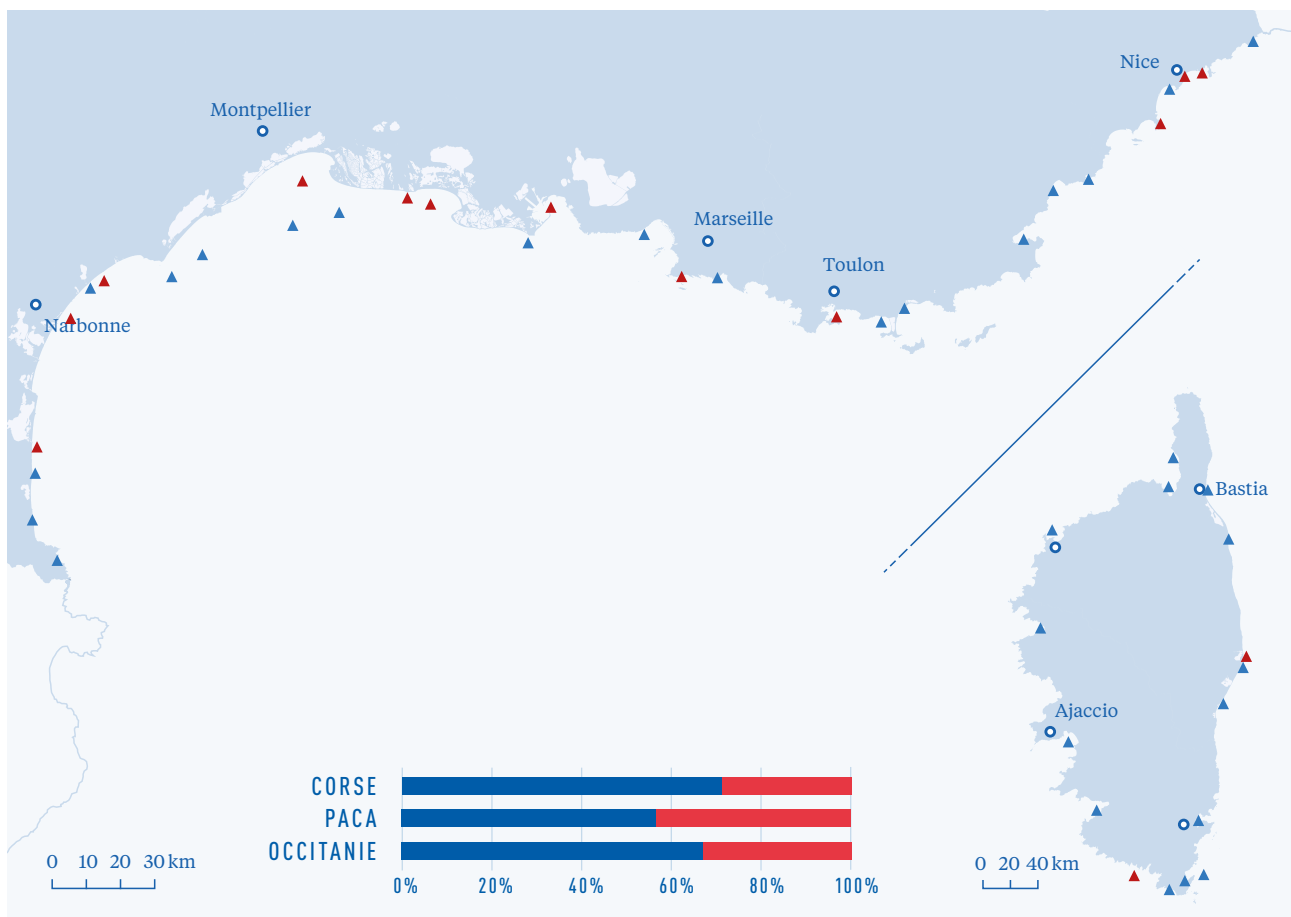 Nice
Montpellier
Marseille
Toulon
Narbonne
Bastia
Ajaccio
CORSE
PACA
OCCITANIE
0% 20% 40% 60% 80% 100%
0 10 20 30 km
0 20 40 km